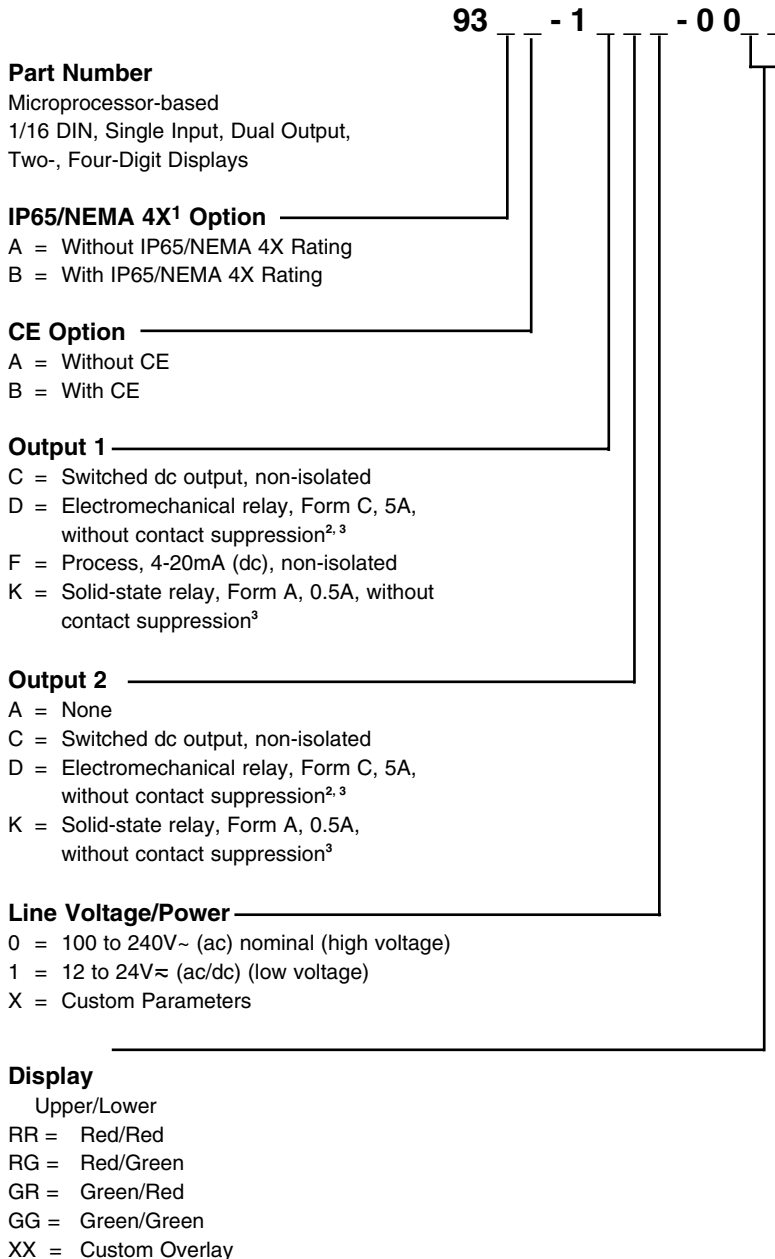 93 _ _ - 1 _ _ _ - 0 0 _ _
Part Number
Microprocessor-based
1/16 DIN, Single Input, Dual Output,
Two-, Four-Digit Displays
IP65/NEMA 4X¹ Option
A = Without IP65/NEMA 4X Rating
B = With IP65/NEMA 4X Rating
CE Option
A = Without CE
B = With CE
Output 1
C = Switched dc output, non-isolated
D = Electromechanical relay, Form C, 5A,
without contact suppression²,³
F = Process, 4-20mA (dc), non-isolated
K = Solid-state relay, Form A, 0.5A, without
contact suppression³
Output 2
A = None
C = Switched dc output, non-isolated
D = Electromechanical relay, Form C, 5A,
without contact suppression²,³
K = Solid-state relay, Form A, 0.5A,
without contact suppression³
Line Voltage/Power
0 = 100 to 240V~ (ac) nominal (high voltage)
1 = 12 to 24V≂ (ac/dc) (low voltage)
X = Custom Parameters
Display
Upper/Lower
RR = Red/Red
RG = Red/Green
GR = Green/Red
GG = Green/Green
XX = Custom Overlay